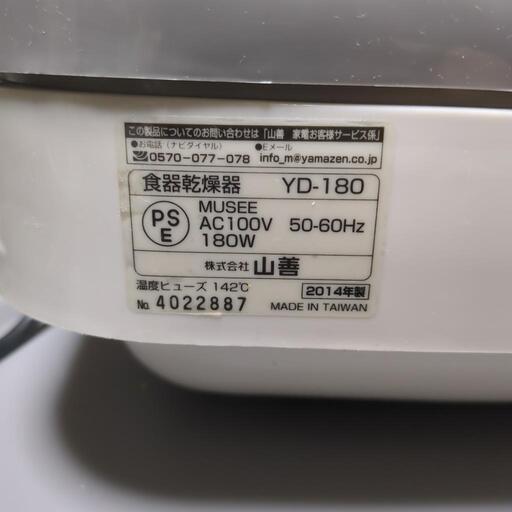 この製品についてのお問い合わせは「山善 家電お客様サービス係」
●お電話(ナビダイヤル) ●Eメール
0570-077-078 info_m@yamazen.co.jp
食器乾燥器 YD-180
PS
E
MUSEE
AC100V 50-60Hz
180W
株式会社 山善
温度ヒューズ 142℃ 2014年製
No. 4022887 MADE IN TAIWAN